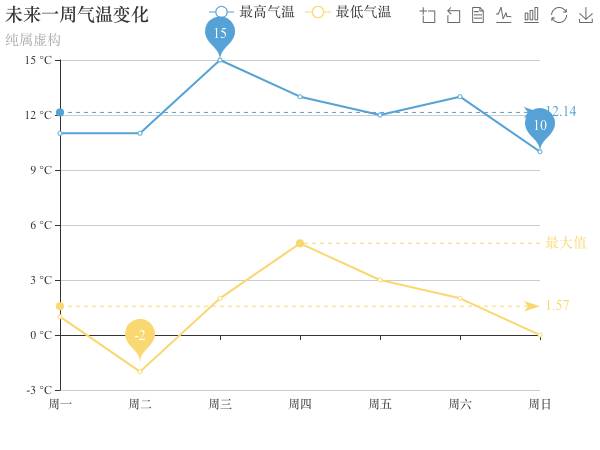 未来一周气温变化
纯属虚构
最高气温 最低气温
15 °C
12 °C
9 °C
6 °C
3 °C
0 °C
-3 °C
15
12.14
10
最大值
1.57
-2
周一 周二 周三 周四 周五 周六 周日